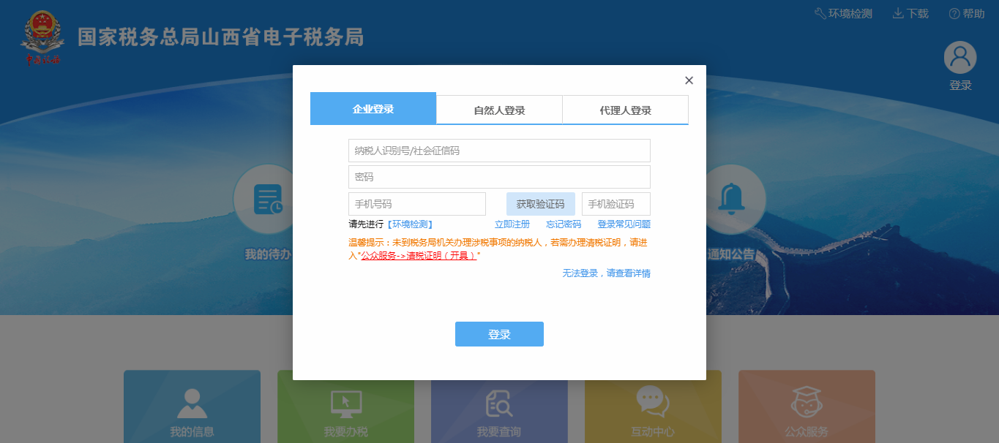 环境检测
下载
帮助
国家税务总局山西省电子税务局
登录
企业登录
自然人登录
代理人登录
纳税人识别号/社会征信码
密码
手机号码
获取验证码
手机验证码
请先进行【环境检测】
立即注册
忘记密码
登录常见问题
温馨提示：未到税务局机关办理涉税事项的纳税人，若需办理清税证明，请进
入"公众服务->清税证明（开具）"
无法登录，请查看详情
我的待办
通知公告
登录
我的信息
我要办税
我要查询
互动中心
公众服务